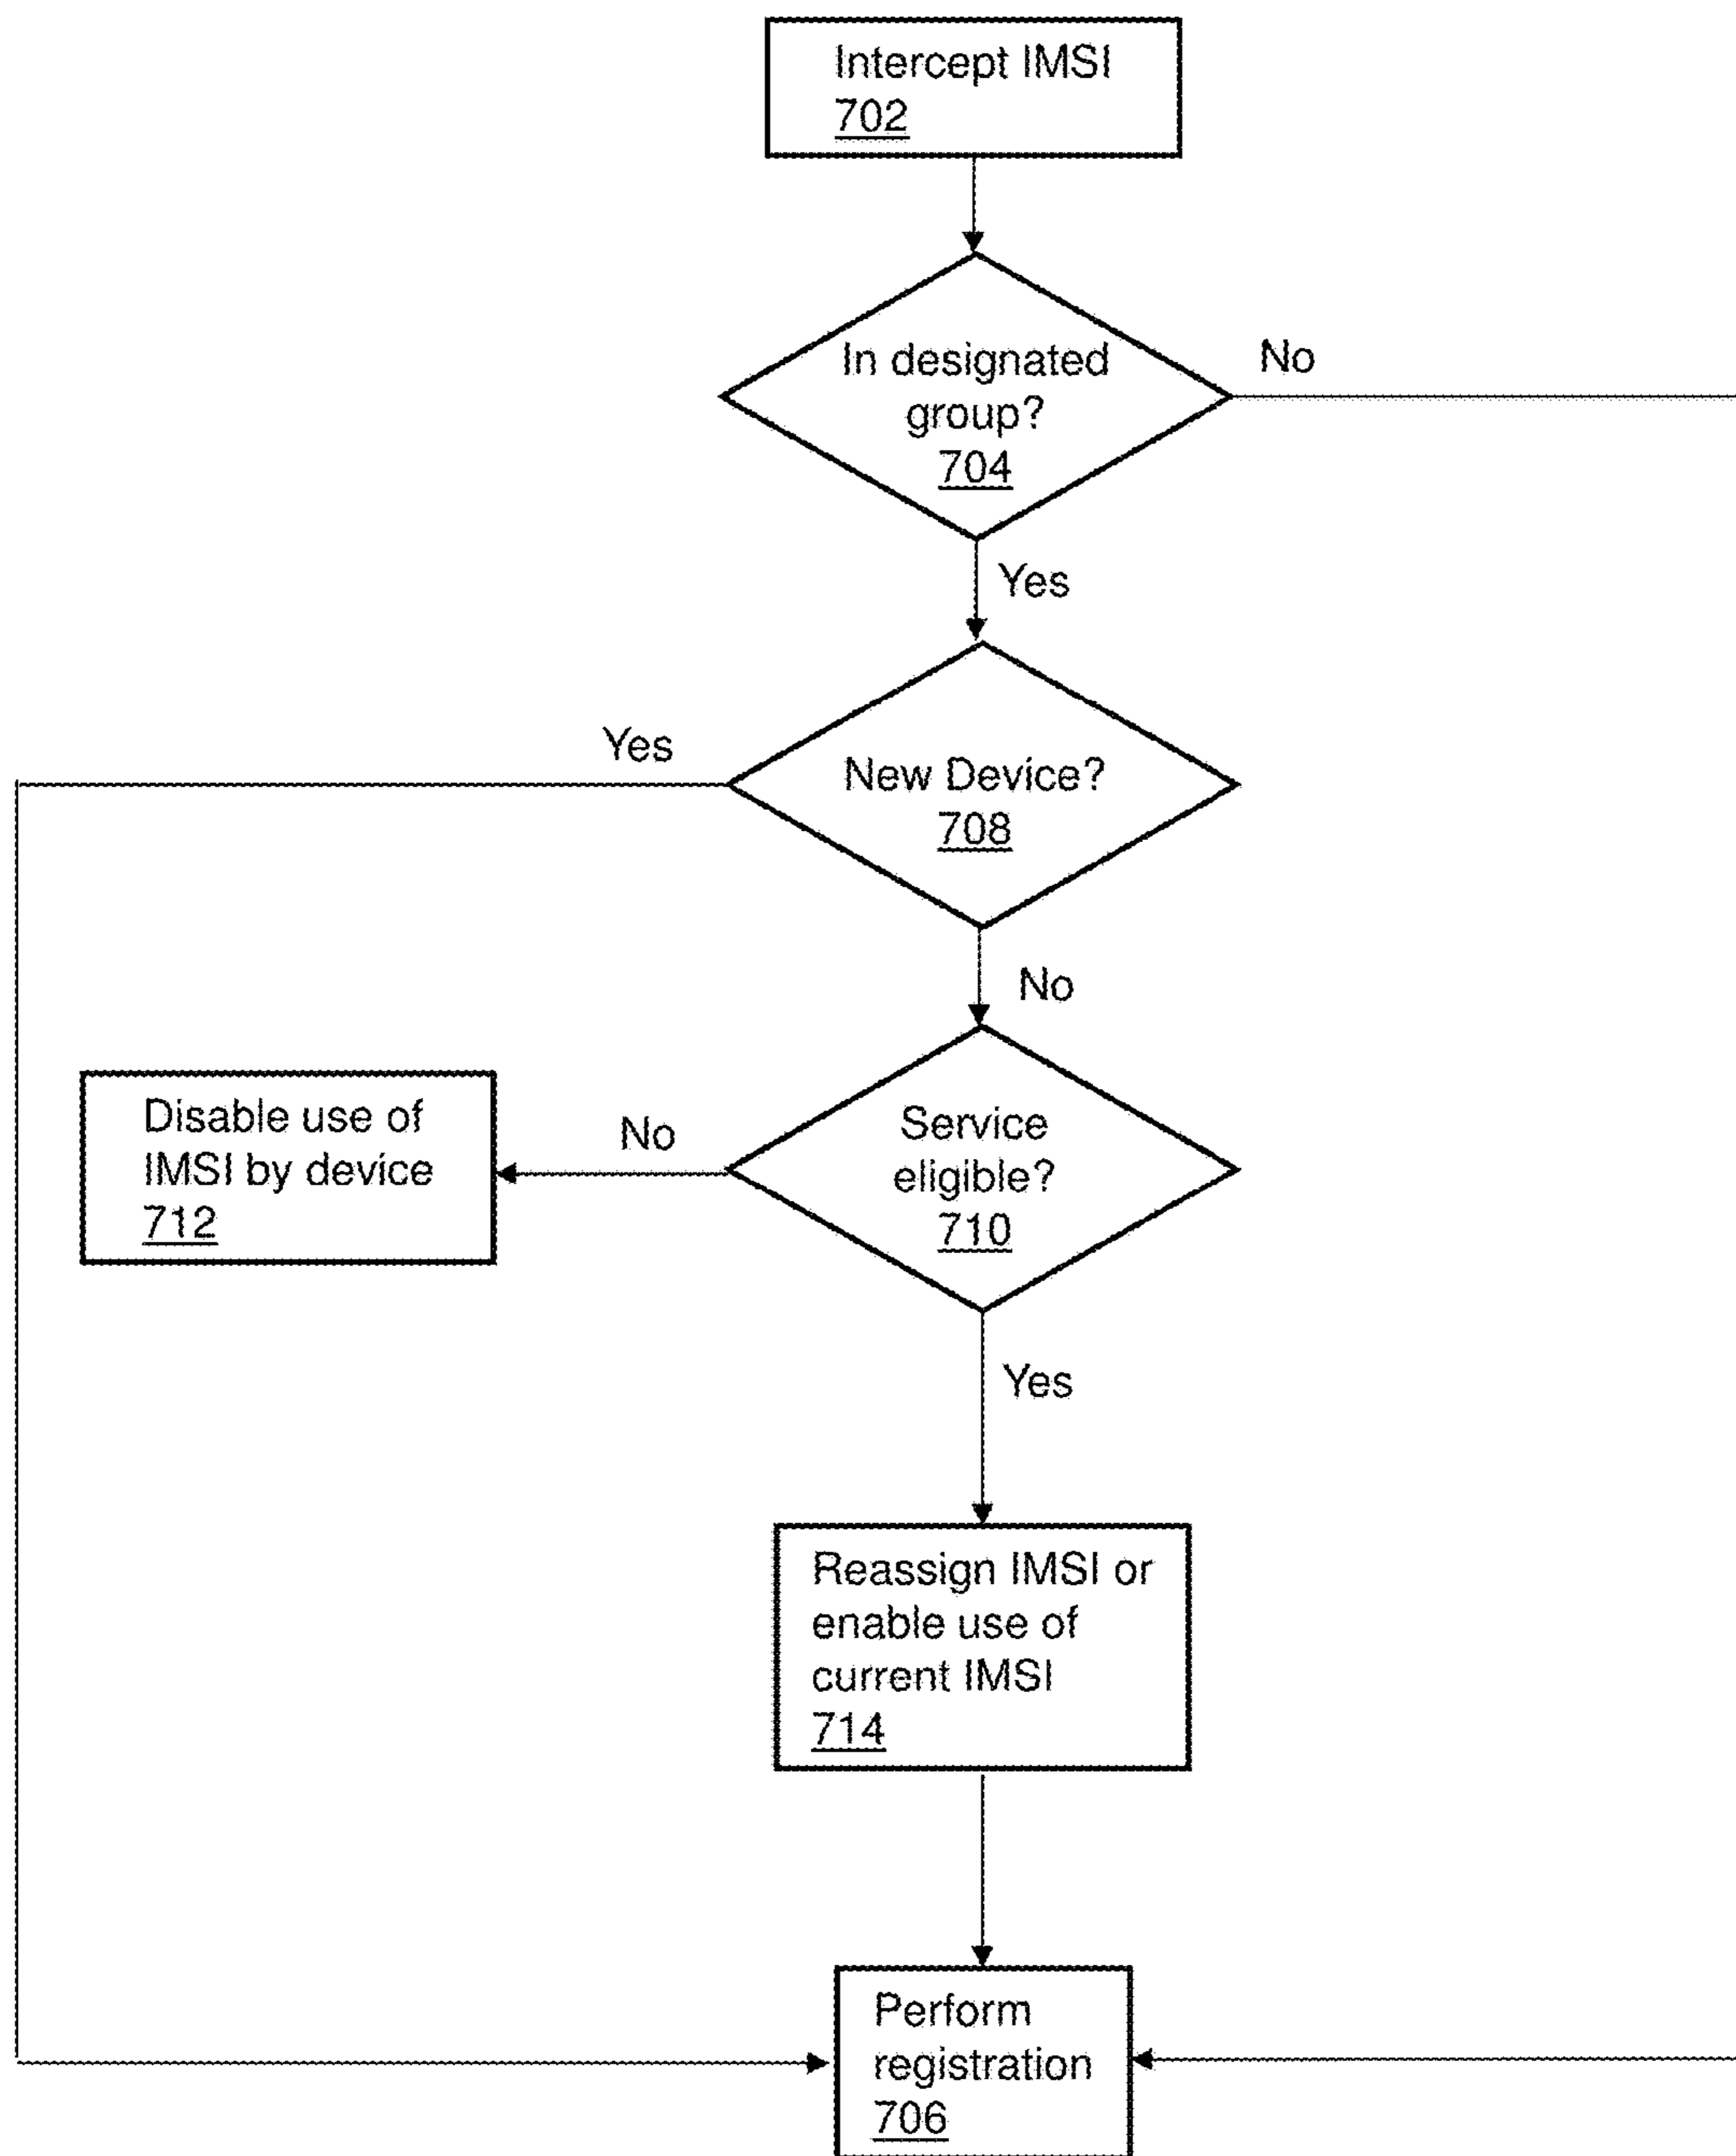 Intercept IMSI
702
In designated
group?
704
No
Yes
New Device?
708
Yes
No
Service
eligible?
710
No
Disable use of
IMSI by device
712
Yes
Reassign IMSI or
enable use of
current IMSI
714
Perform
registration
706